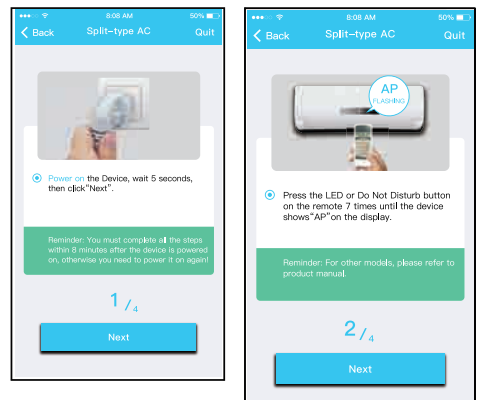 8:08 AM
50%
Back
Split-type AC
Quit
Power on the Device, wait 5 seconds,
then click"Next".
Reminder: You must complete all the steps
within 8 minutes after the device is powered
on, otherwise you need to power it on again!
1/4
Next
8:08 AM
50%
Back
Split-type AC
Quit
AP
FLASHING
Press the LED or Do Not Disturb button
on the remote 7 times until the device
shows"AP"on the display.
Reminder: For other models, please refer to
product manual.
2/4
Next